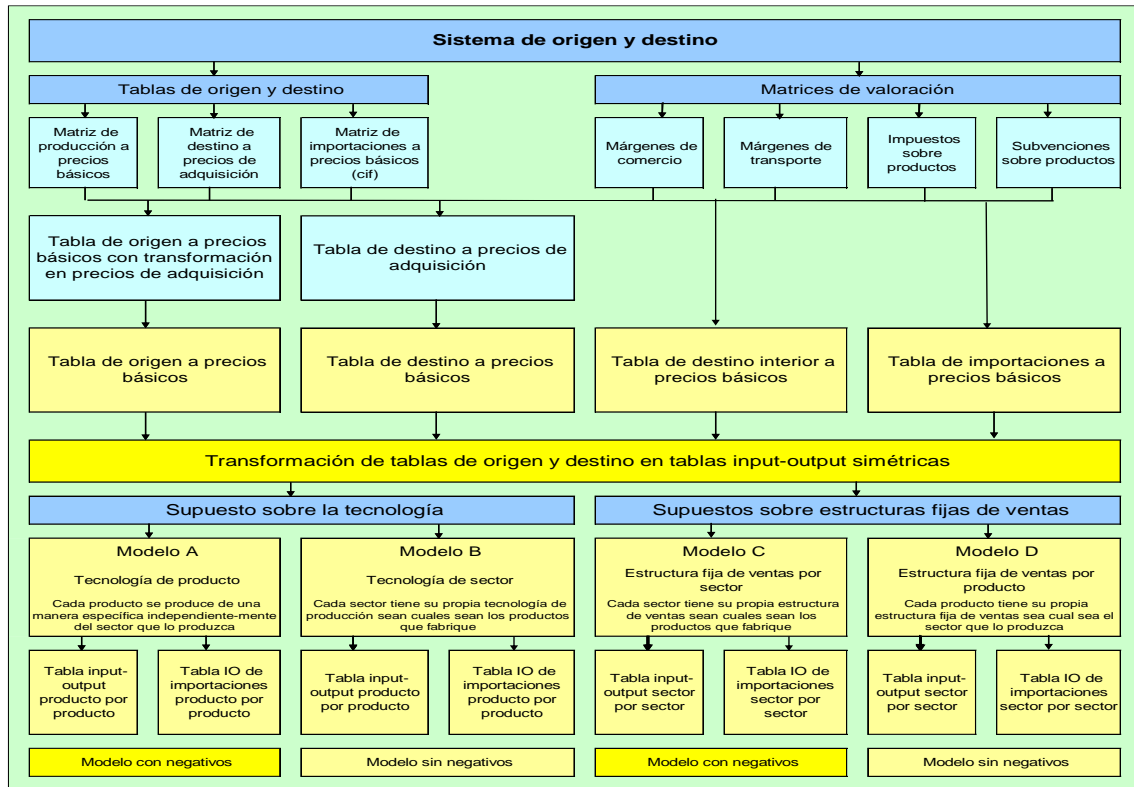 Sistema de origen y destino
Tablas de origen y destino
Matrices de valoración
Matriz de
producción a
precios
básicos
Matriz de
destino a
precios de
adquisición
Matriz de
importaciones a
precios básicos
(cif)
Márgenes de
comercio
Márgenes de
transporte
Impuestos
sobre
productos
Subvenciones
sobre productos
Tabla de origen a precios
básicos con transformación
en precios de adquisición
Tabla de destino a precios de
adquisición
Tabla de origen a precios
básicos
Tabla de destino a precios
básicos
Tabla de destino interior a
precios básicos
Tabla de importaciones a
precios básicos
Transformación de tablas de origen y destino en tablas input-output simétricas
Supuesto sobre la tecnología
Supuestos sobre estructuras fijas de ventas
Modelo A
Tecnología de producto
Cada producto se produce de una
manera específica independiente-mente
del sector que lo produzca
Modelo B
Tecnología de sector
Cada sector tiene su propia tecnología de
producción sean cuales sean los productos
que fabrique
Modelo C
Estructura fija de ventas por
sector
Cada sector tiene su propia estructura
de ventas sean cuales sean los
productos que fabrique
Modelo D
Estructura fija de ventas por
producto
Cada producto tiene su propia
estructura fija de ventas sea cual sea el
sector que lo produzca
Tabla input-
output
producto por
producto
Tabla IO de
importaciones
producto por
producto
Tabla input-
output producto
por producto
Tabla IO de
importaciones
producto por
producto
Tabla input-
output sector
por sector
Tabla IO de
importaciones
sector por
sector
Tabla input-
output sector
por sector
Tabla IO de
importaciones
sector por sector
Modelo con negativos
Modelo sin negativos
Modelo con negativos
Modelo sin negativos